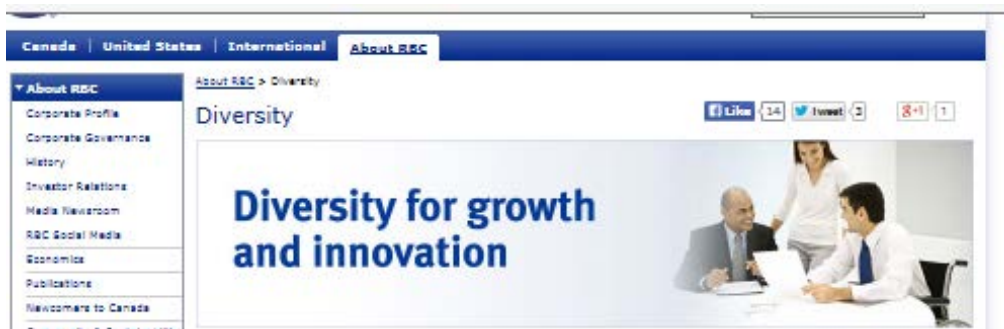 Canada | United States | International About RBC
About RBC
Corporate Profile
Corporate Governance
History
Investor Relations
Media Newsroom
RBC Social Media
Economics
Publications
Newcomers to Canada
About RBC > Diversity
Diversity
Like 14 Tweet 3 g+1 1
Diversity for growth
and innovation